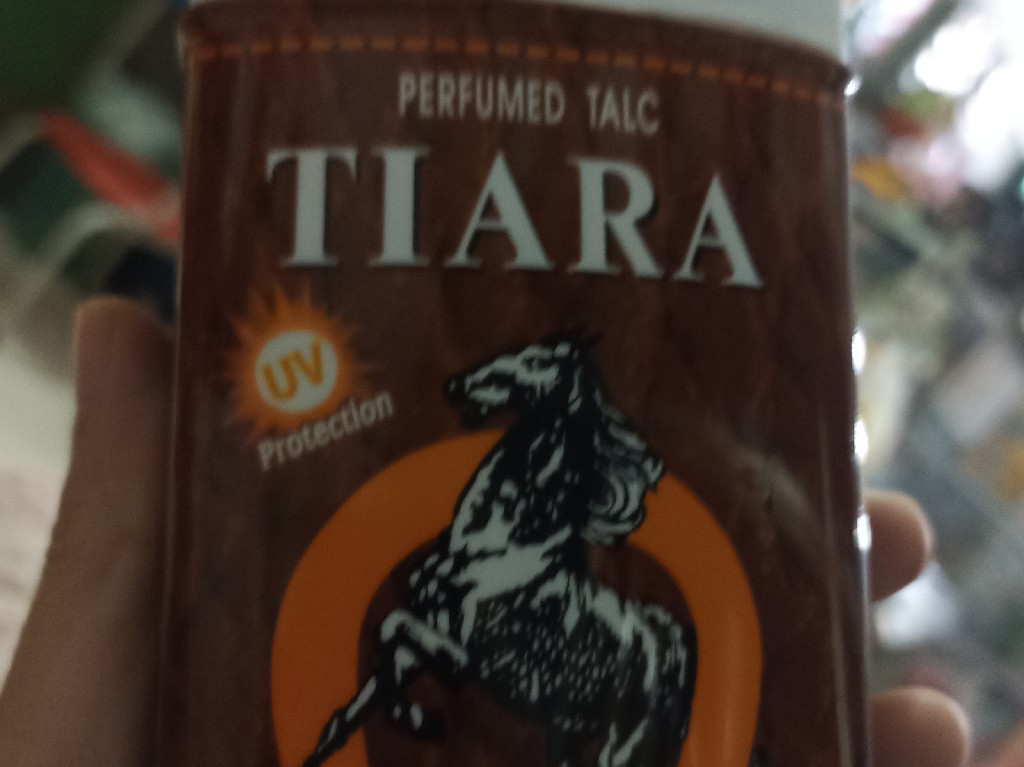 PERFUMED TALC
TIARA
UV
Protection